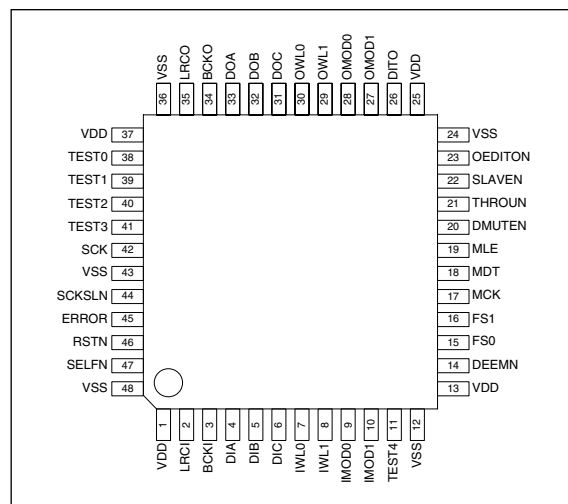 VSS LRCO BCKO DOA DOB DOC OWL0 OWL1 OMOD0 OMOD1 DITO VDD
36 35 34 33 32 31 30 29 28 27 26 25
VDD 37
TEST0 38
TEST1 39
TEST2 40
TEST3 41
SCK 42
VSS 43
SCKSLN 44
ERROR 45
RSTN 46
SELFN 47
VSS 48
24 VSS
23 OEDITON
22 SLAVEN
21 THROUN
20 DMUTEN
19 MLE
18 MDT
17 MCK
16 FS1
15 FS0
14 DEEMN
13 VDD
1 2 3 4 5 6 7 8 9 10 11 12
VDD LRCI BCKI DIA DIB DIC IWL0 IWL1 IMOD0 IMOD1 TEST4 VSS